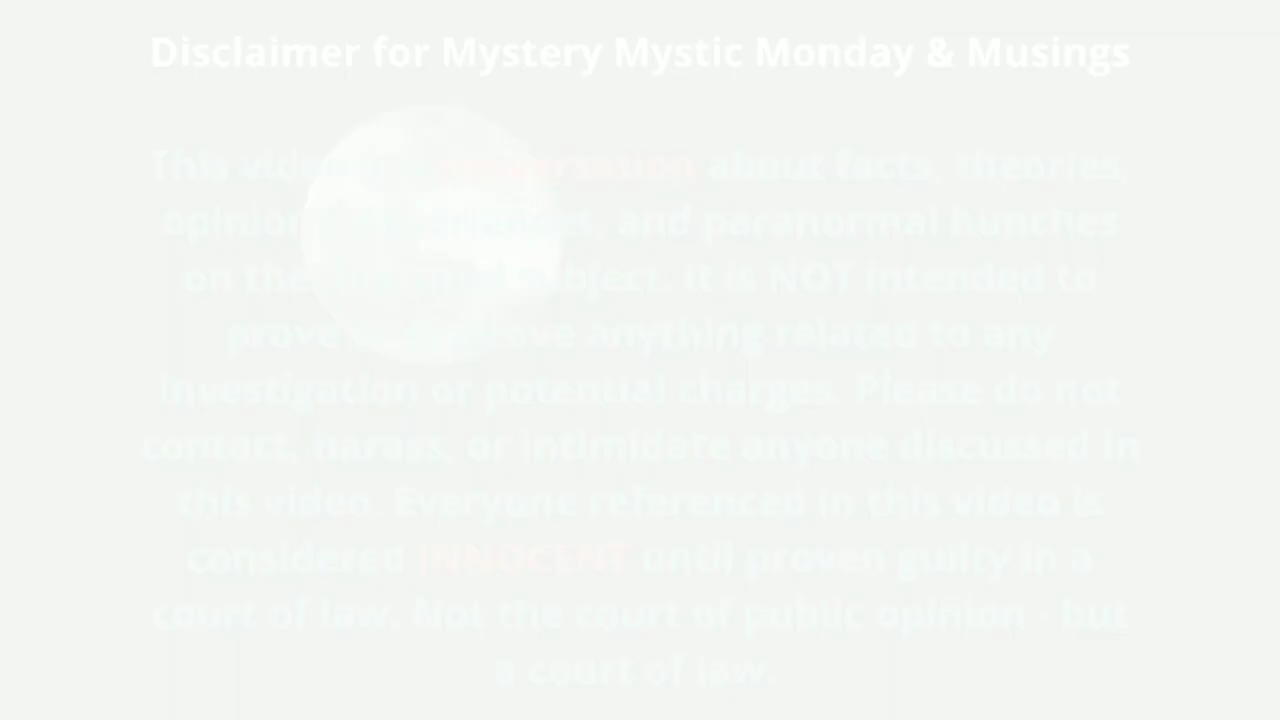 Disclaimer for Mystery Mystic Monday & Musings
This video about facts, theories,
and paranormal hunches
on the It is NOT intended to
prove anything related to any
investigation or potential charges. Please do not
contact, harass, or intimidate anyone discussed in
this video. Everyone referenced in this video is
considered INNOCENT until proven guilty in a
court of law. Not the court of public opinion - but
a court of law.